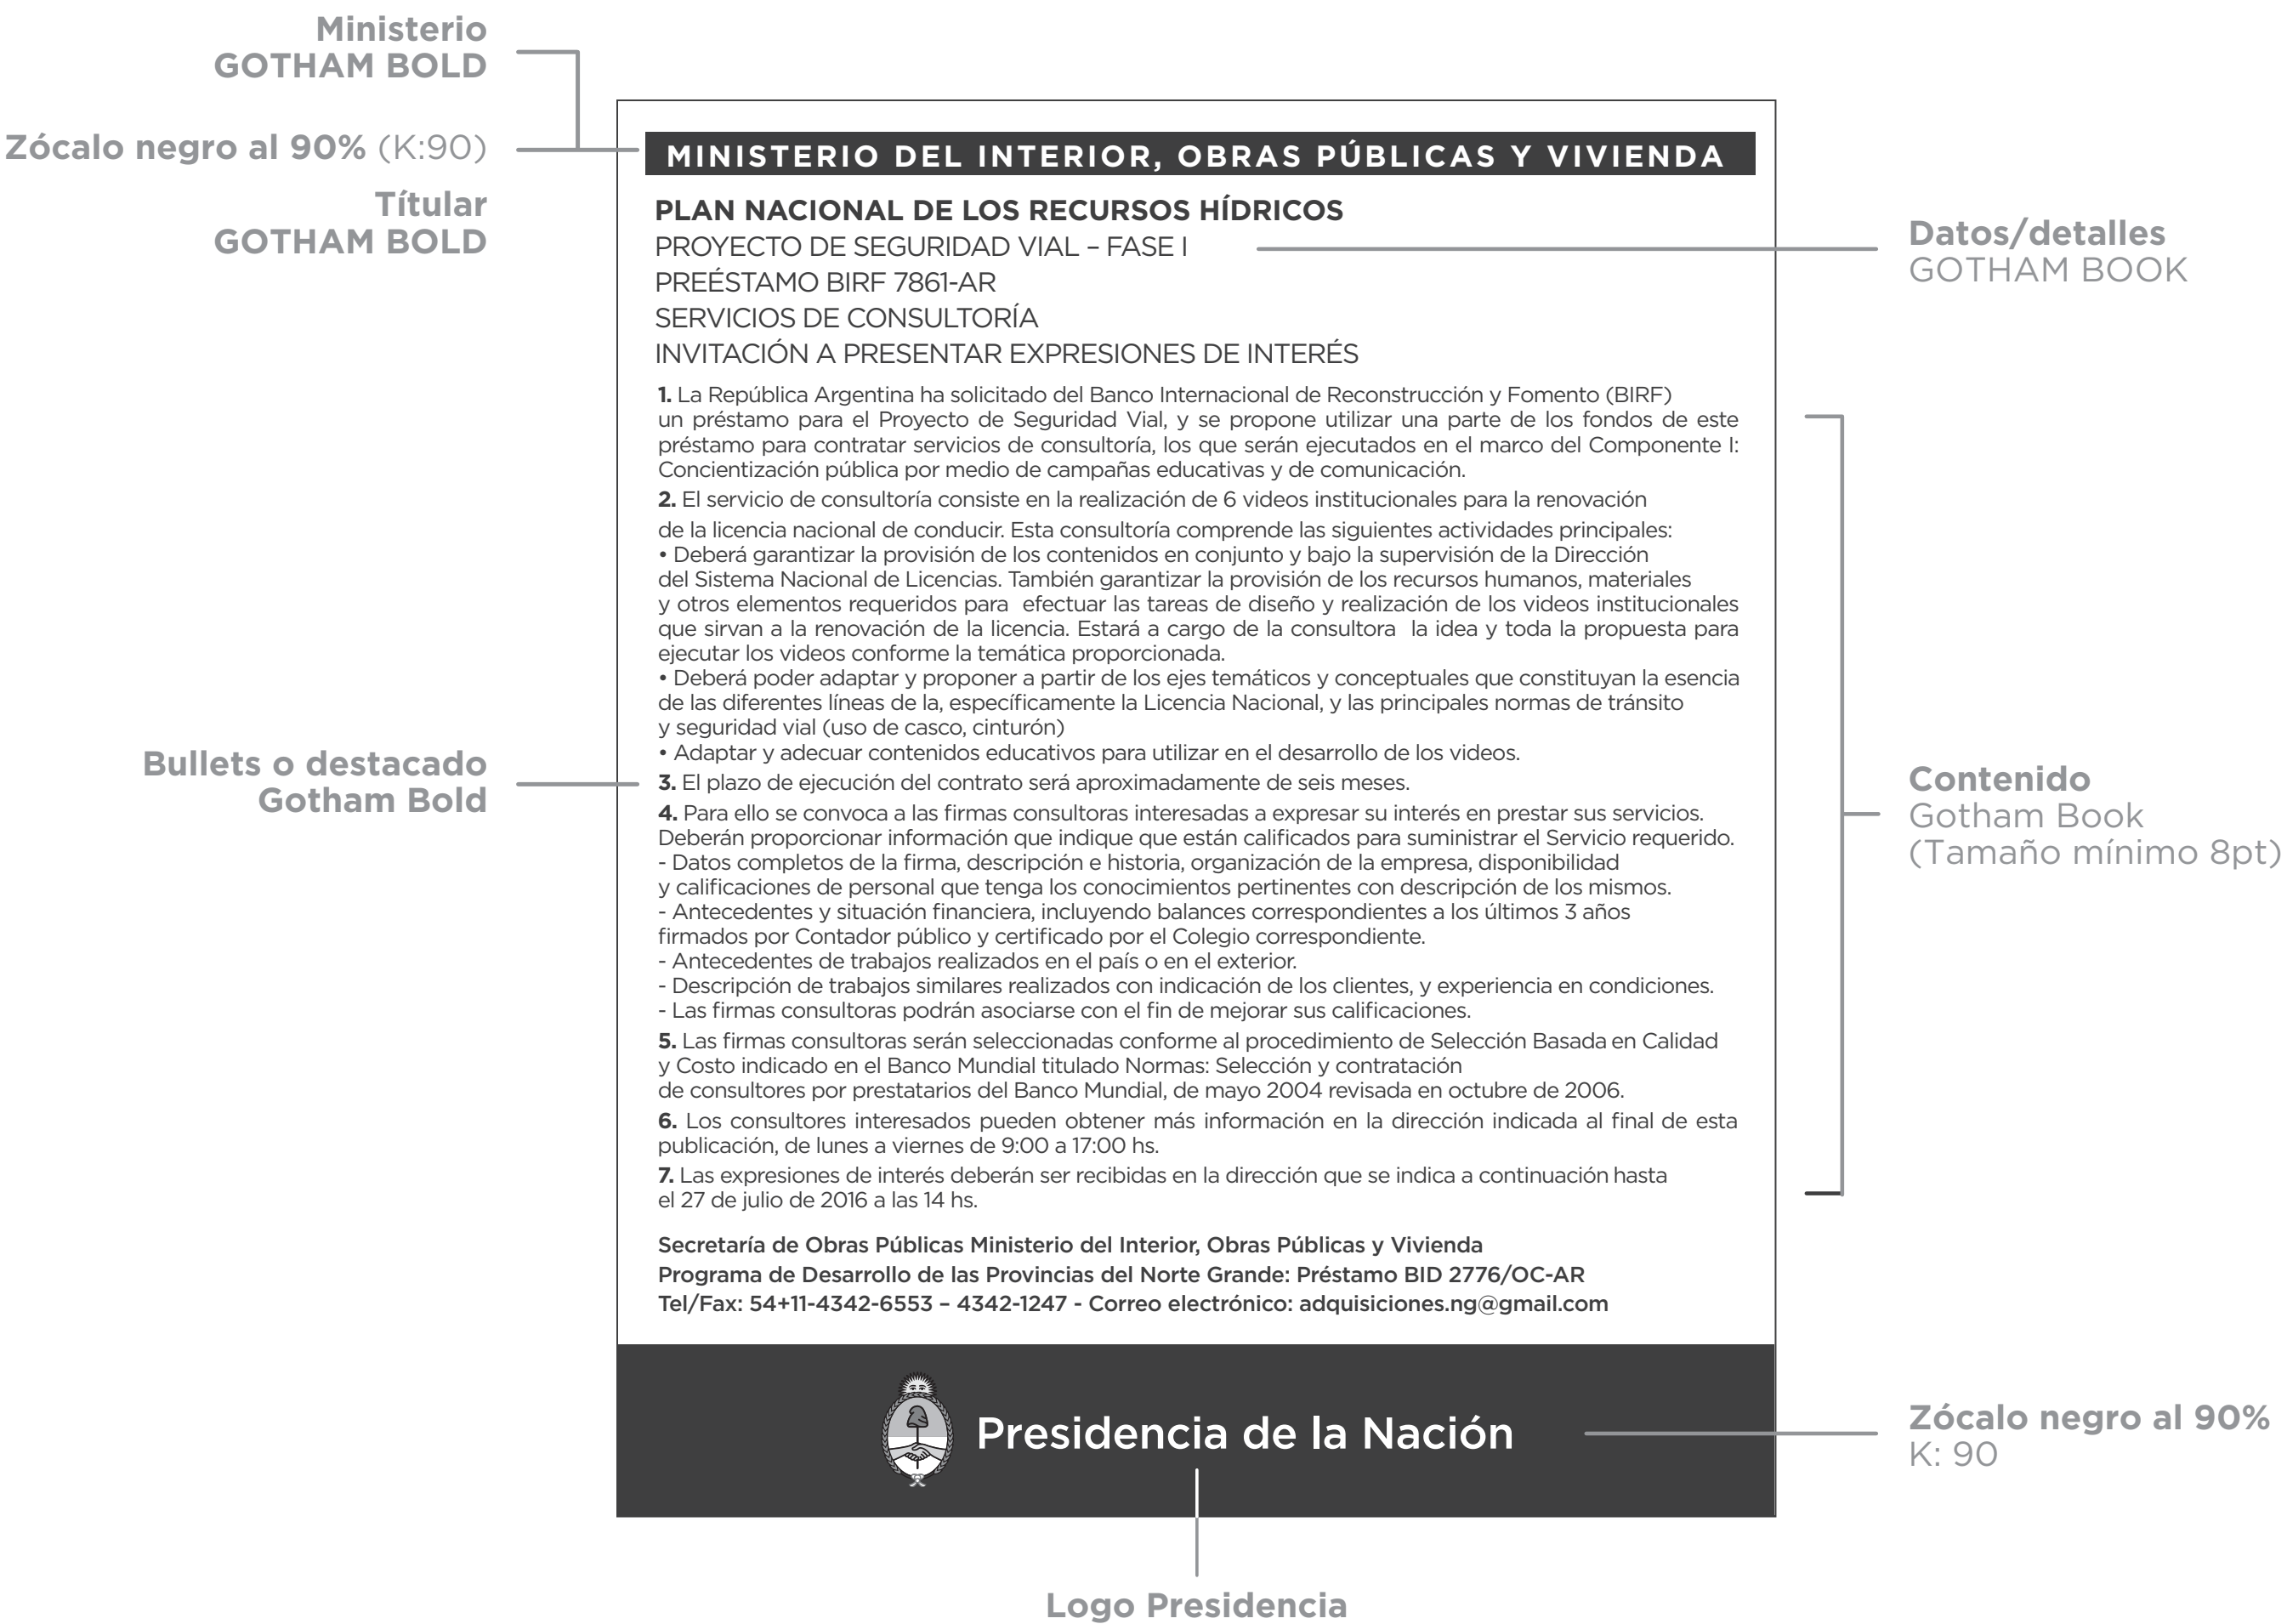 Ministerio
GOTHAM BOLD
Zócalo negro al 90% (K:90)
Títular
GOTHAM BOLD
MINISTERIO DEL INTERIOR, OBRAS PÚBLICAS Y VIVIENDA
PLAN NACIONAL DE LOS RECURSOS HÍDRICOS
PROYECTO DE SEGURIDAD VIAL – FASE I
PREÉSTAMO BIRF 7861-AR
SERVICIOS DE CONSULTORÍA
INVITACIÓN A PRESENTAR EXPRESIONES DE INTERÉS
Datos/detalles
GOTHAM BOOK
1. La República Argentina ha solicitado del Banco Internacional de Reconstrucción y Fomento (BIRF)
un préstamo para el Proyecto de Seguridad Vial, y se propone utilizar una parte de los fondos de este
préstamo para contratar servicios de consultoría, los que serán ejecutados en el marco del Componente I:
Concientización pública por medio de campañas educativas y de comunicación.
2. El servicio de consultoría consiste en la realización de 6 videos institucionales para la renovación
de la licencia nacional de conducir. Esta consultoría comprende las siguientes actividades principales:
• Deberá garantizar la provisión de los contenidos en conjunto y bajo la supervisión de la Dirección
del Sistema Nacional de Licencias. También garantizar la provisión de los recursos humanos, materiales
y otros elementos requeridos para efectuar las tareas de diseño y realización de los videos institucionales
que sirvan a la renovación de la licencia. Estará a cargo de la consultora la idea y toda la propuesta para
ejecutar los videos conforme la temática proporcionada.
• Deberá poder adaptar y proponer a partir de los ejes temáticos y conceptuales que constituyan la esencia
de las diferentes líneas de la, específicamente la Licencia Nacional, y las principales normas de tránsito
y seguridad vial (uso de casco, cinturón)
• Adaptar y adecuar contenidos educativos para utilizar en el desarrollo de los videos.
3. El plazo de ejecución del contrato será aproximadamente de seis meses.
4. Para ello se convoca a las firmas consultoras interesadas a expresar su interés en prestar sus servicios.
Deberán proporcionar información que indique que están calificados para suministrar el Servicio requerido.
- Datos completos de la firma, descripción e historia, organización de la empresa, disponibilidad
y calificaciones de personal que tenga los conocimientos pertinentes con descripción de los mismos.
- Antecedentes y situación financiera, incluyendo balances correspondientes a los últimos 3 años
firmados por Contador público y certificado por el Colegio correspondiente.
- Antecedentes de trabajos realizados en el país o en el exterior.
- Descripción de trabajos similares realizados con indicación de los clientes, y experiencia en condiciones.
- Las firmas consultoras podrán asociarse con el fin de mejorar sus calificaciones.
5. Las firmas consultoras serán seleccionadas conforme al procedimiento de Selección Basada en Calidad
y Costo indicado en el Banco Mundial titulado Normas: Selección y contratación
de consultores por prestatarios del Banco Mundial, de mayo 2004 revisada en octubre de 2006.
6. Los consultores interesados pueden obtener más información en la dirección indicada al final de esta
publicación, de lunes a viernes de 9:00 a 17:00 hs.
7. Las expresiones de interés deberán ser recibidas en la dirección que se indica a continuación hasta
el 27 de julio de 2016 a las 14 hs.
Bullets o destacado
Gotham Bold
Contenido
Gotham Book
(Tamaño mínimo 8pt)
Secretaría de Obras Públicas Ministerio del Interior, Obras Públicas y Vivienda
Programa de Desarrollo de las Provincias del Norte Grande: Préstamo BID 2776/OC-AR
Tel/Fax: 54+11-4342-6553 – 4342-1247 - Correo electrónico: adquisiciones.ng@gmail.com
Presidencia de la Nación
Zócalo negro al 90%
K: 90
Logo Presidencia